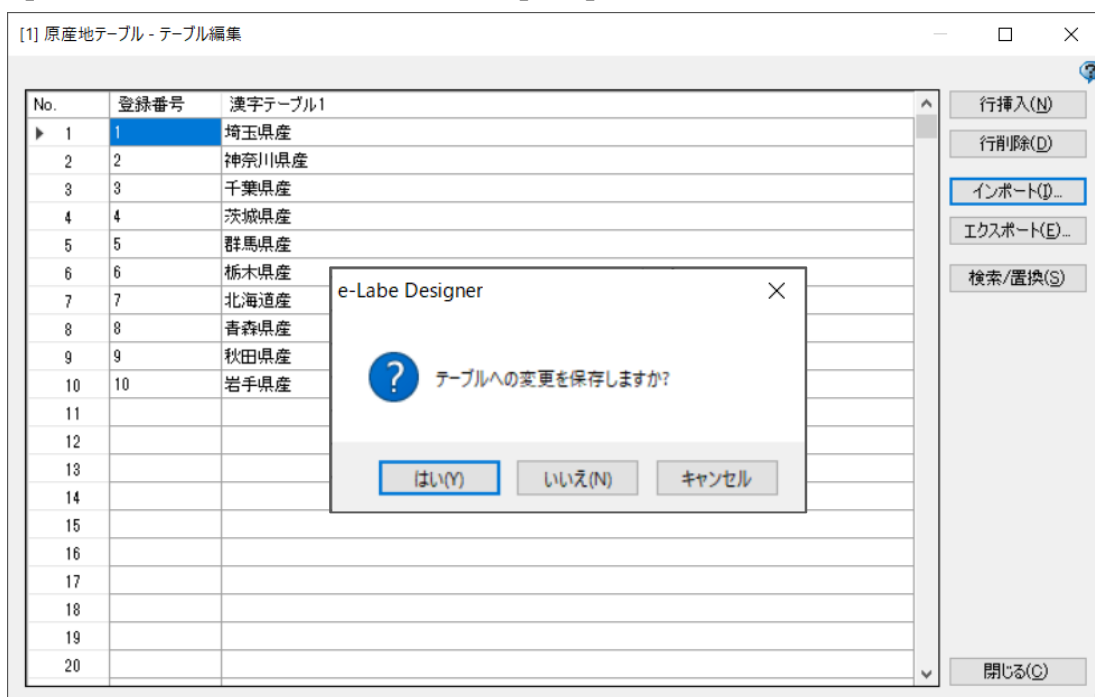 [1] 原産地テーブル - テーブル編集
No. 登録番号 漢字テーブル1
1 1 埼玉県産
2 2 神奈川県産
3 3 千葉県産
4 4 茨城県産
5 5 群馬県産
6 6 栃木県産
7 7 北海道産
8 8 青森県産
9 9 秋田県産
10 10 岩手県産
11
12
13
14
15
16
17
18
19
20
行挿入(N)
行削除(D)
インポート(I)...
エクスポート(E)...
検索/置換(S)
閉じる(C)
e-Labe Designer
テーブルへの変更を保存しますか?
はい(Y) いいえ(N) キャンセル